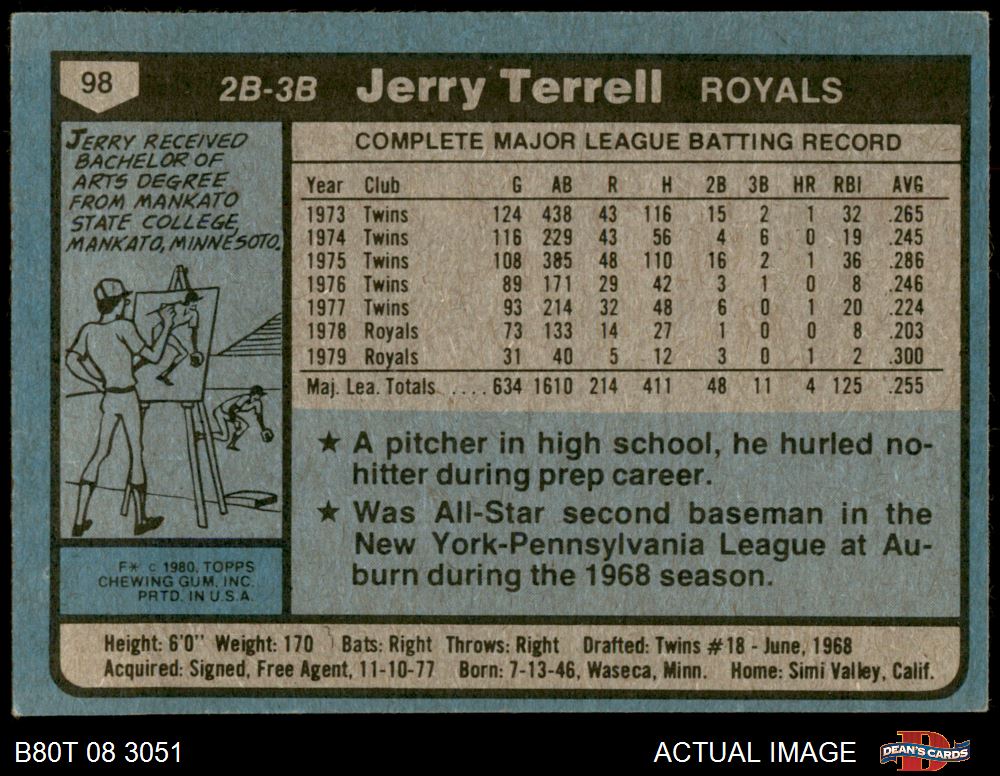 98
2B-3B Jerry Terrell ROYALS
JERRY RECEIVED
BACHELOR OF
ARTS DEGREE
FROM MANKATO
STATE COLLEGE,
MANKATO, MINNESOTA.
COMPLETE MAJOR LEAGUE BATTING RECORD
Year Club G AB R H 2B 3B HR RBI AVG
1973 Twins 124 438 43 116 15 2 1 32 .265
1974 Twins 116 229 43 56 4 6 0 19 .245
1975 Twins 108 385 48 110 16 2 1 36 .286
1976 Twins 89 171 29 42 3 1 0 8 .246
1977 Twins 93 214 32 48 6 0 1 20 .224
1978 Royals 73 133 14 27 1 0 0 8 .203
1979 Royals 31 40 5 12 3 0 1 2 .300
Maj. Lea. Totals ..... 634 1610 214 411 48 11 4 125 .255
★ A pitcher in high school, he hurled no-
hitter during prep career.
★ Was All-Star second baseman in the
New York-Pennsylvania League at Au-
burn during the 1968 season.
F* © 1980, TOPPS
CHEWING GUM, INC.
PRTD. IN U.S.A.
Height: 6'0" Weight: 170 Bats: Right Throws: Right Drafted: Twins #18 - June, 1968
Acquired: Signed, Free Agent, 11-10-77 Born: 7-13-46, Waseca, Minn. Home: Simi Valley, Calif.
B80T 08 3051 ACTUAL IMAGE DEAN'S CARDS